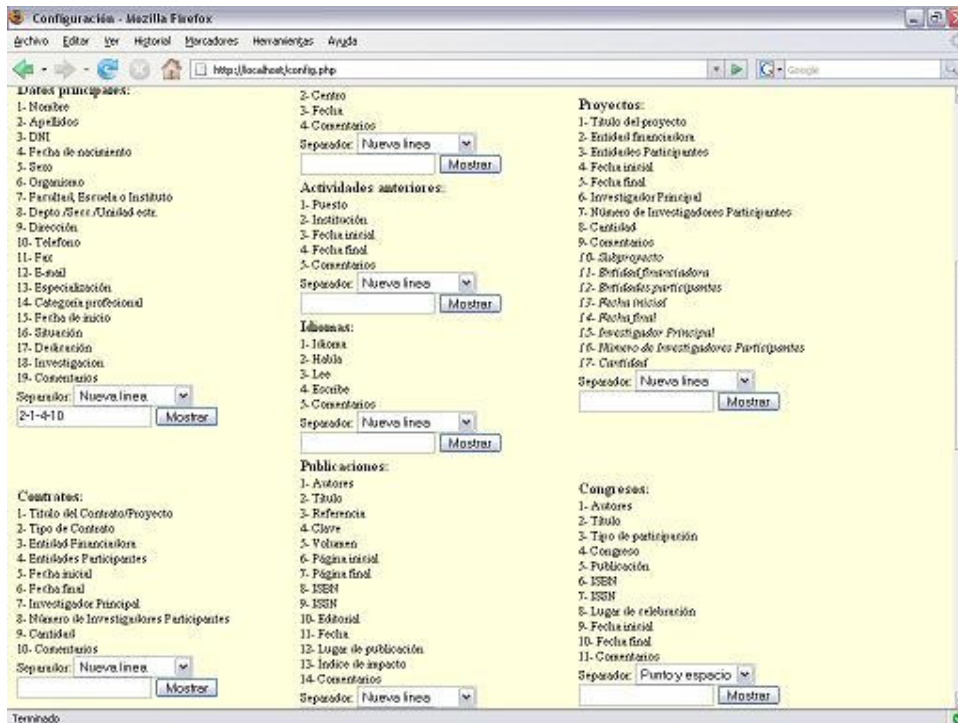 Configuración - Mozilla Firefox
Archivo Editar Ver Historial Marcadores Herramientas Ayuda
http://localhost/config.php
Google
Datos principales:
1- Nombre
2- Apellidos
3- DNI
4- Fecha de nacimiento
5- Sexo
6- Organismo
7- Facultad, Escuela o Instituto
8- Depto./Secc./Unidad estr.
9- Dirección
10- Telefono
11- Fax
12- E-mail
13- Especialización
14- Categoría profesional
15- Fecha de inicio
16- Situación
17- Dedicación
18- Investigacion
19- Comentarios
Separador: Nueva linea
2-1-4-10 Mostrar
Contratos:
1- Título del Contrato/Proyecto
2- Tipo de Contrato
3- Entidad Financiadora
4- Entidades Participantes
5- Fecha inicial
6- Fecha final
7- Investigador Principal
8- Número de Investigadores Participantes
9- Cantidad
10- Comentarios
Separador: Nueva linea
Mostrar
2- Centro
3- Fecha
4- Comentarios
Separador: Nueva linea
Mostrar
Actividades anteriores:
1- Puesto
2- Institución
3- Fecha inicial
4- Fecha final
5- Comentarios
Separador: Nueva linea
Mostrar
Idiomas:
1- Idioma
2- Habla
3- Lee
4- Escribe
5- Comentarios
Separador: Nueva linea
Mostrar
Publicaciones:
1- Autores
2- Título
3- Referencia
4- Clave
5- Volumen
6- Página inicial
7- Página final
8- ISBN
9- ISSN
10- Editorial
11- Fecha
12- Lugar de publicación
13- Indice de impacto
14- Comentarios
Separador: Nueva linea
Proyectos:
1- Título del proyecto
2- Entidad financiadora
3- Entidades Participantes
4- Fecha inicial
5- Fecha final
6- Investigador Principal
7- Número de Investigadores Participantes
8- Cantidad
9- Comentarios
10- Subproyecto
11- Entidad financiadora
12- Entidades participantes
13- Fecha inicial
14- Fecha final
15- Investigador Principal
16- Número de Investigadores Participantes
17- Cantidad
Separador: Nueva linea
Mostrar
Congresos:
1- Autores
2- Título
3- Tipo de participación
4- Congreso
5- Publicación
6- ISBN
7- ISSN
8- Lugar de celebración
9- Fecha inicial
10- Fecha final
11- Comentarios
Separador: Punto y espacio
Mostrar
Terminado